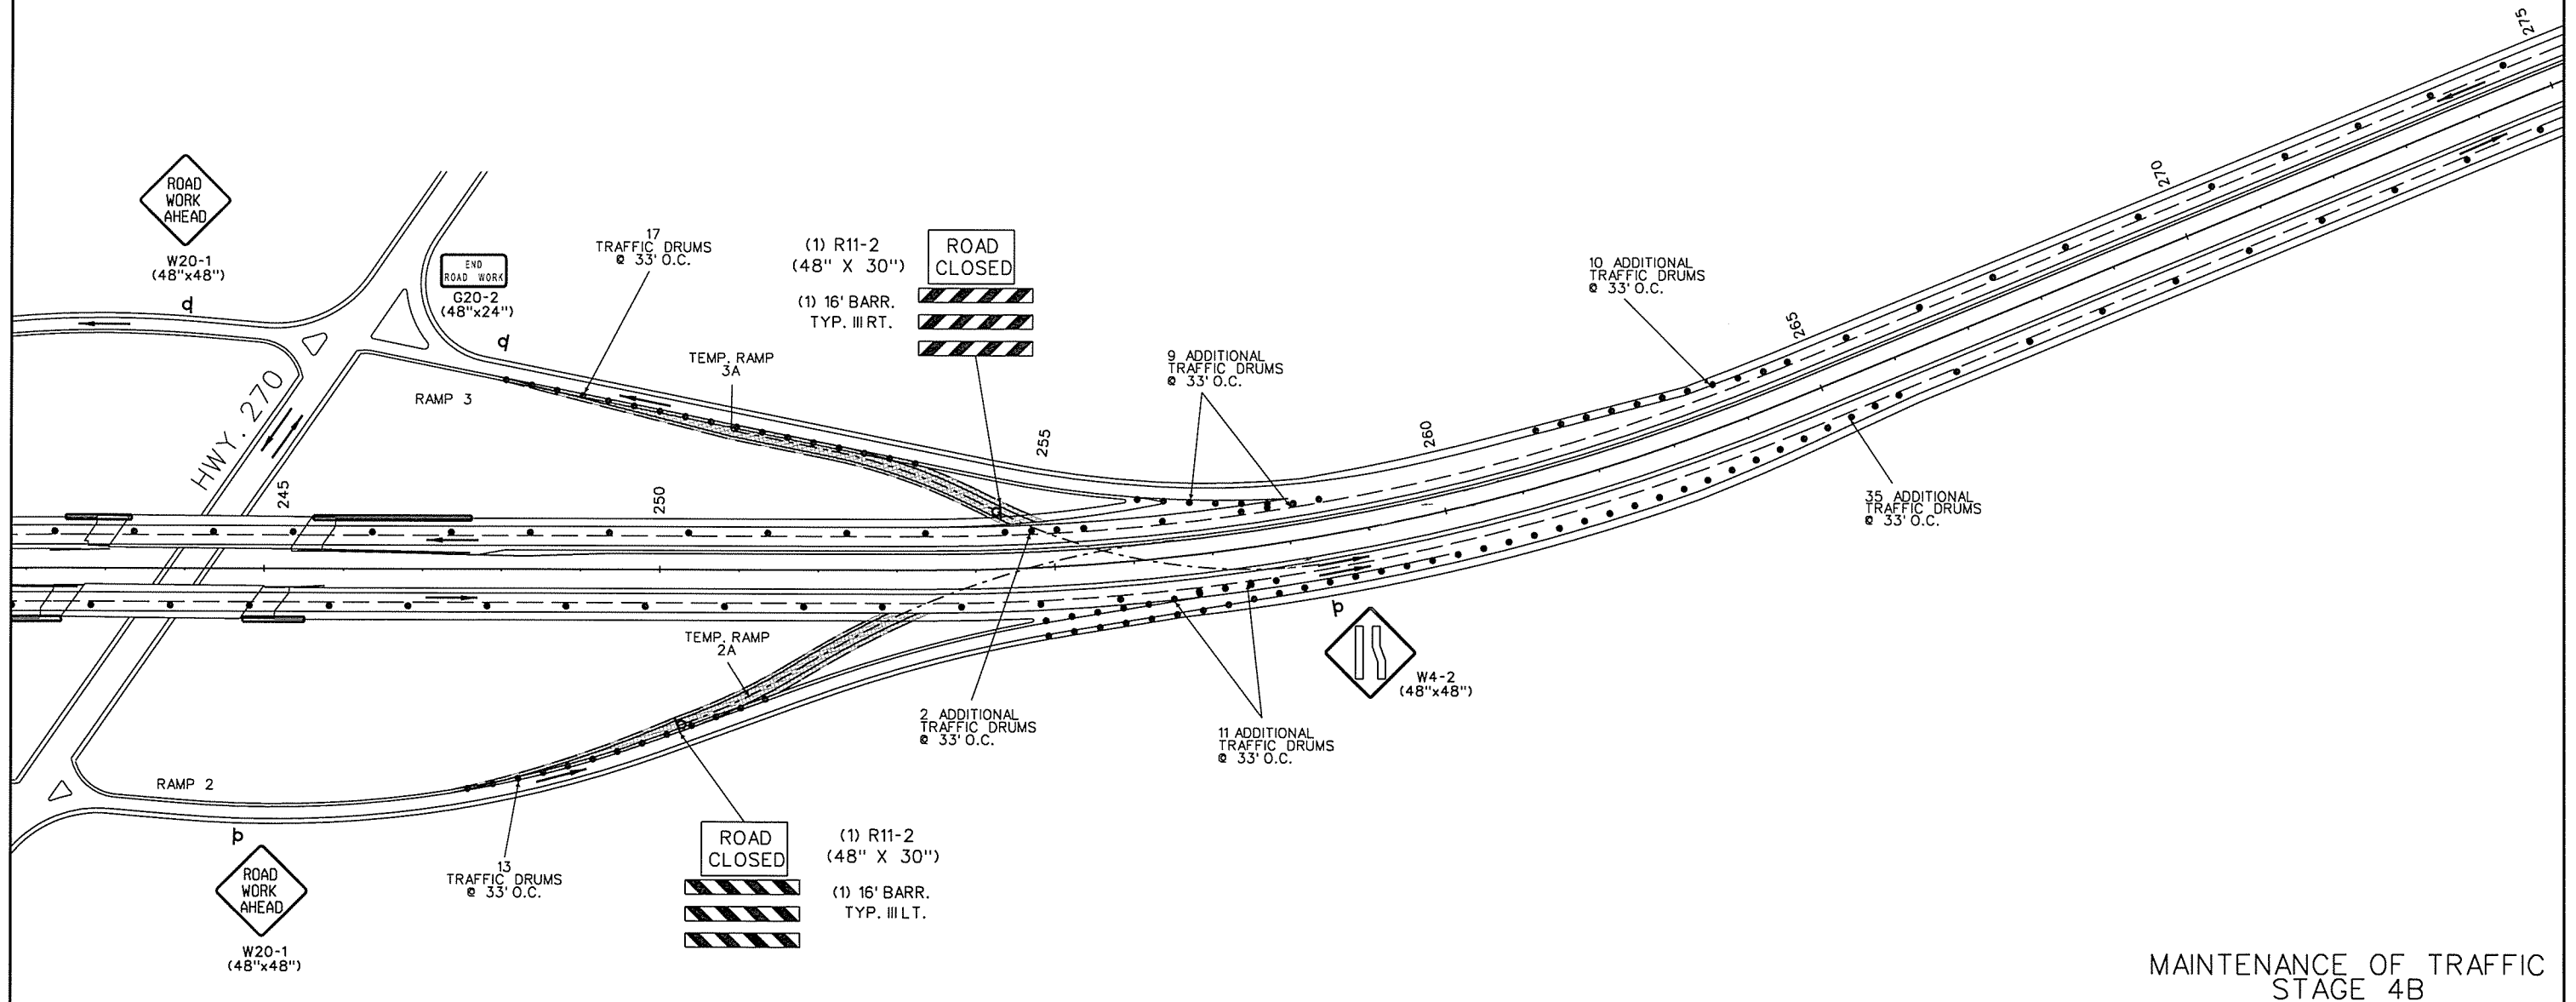 275
ROAD
WORK
AHEAD
W20-1
(48"x48")
END
ROAD WORK
G20-2
(48"x24")
17
TRAFFIC DRUMS
@ 33' O.C.
(1) R11-2
(48" X 30")
ROAD
CLOSED
(1) 16' BARR.
TYP. III RT.
10 ADDITIONAL
TRAFFIC DRUMS
@ 33' O.C.
270
265
TEMP. RAMP
3A
9 ADDITIONAL
TRAFFIC DRUMS
@ 33' O.C.
RAMP 3
HWY. 270
245
250
255
260
35 ADDITIONAL
TRAFFIC DRUMS
@ 33' O.C.
TEMP. RAMP
2A
W4-2
(48"x48")
2 ADDITIONAL
TRAFFIC DRUMS
@ 33' O.C.
11 ADDITIONAL
TRAFFIC DRUMS
@ 33' O.C.
RAMP 2
13
TRAFFIC DRUMS
@ 33' O.C.
ROAD
CLOSED
(1) R11-2
(48" X 30")
(1) 16' BARR.
TYP. III LT.
ROAD
WORK
AHEAD
W20-1
(48"x48")
MAINTENANCE OF TRAFFIC
STAGE 4B